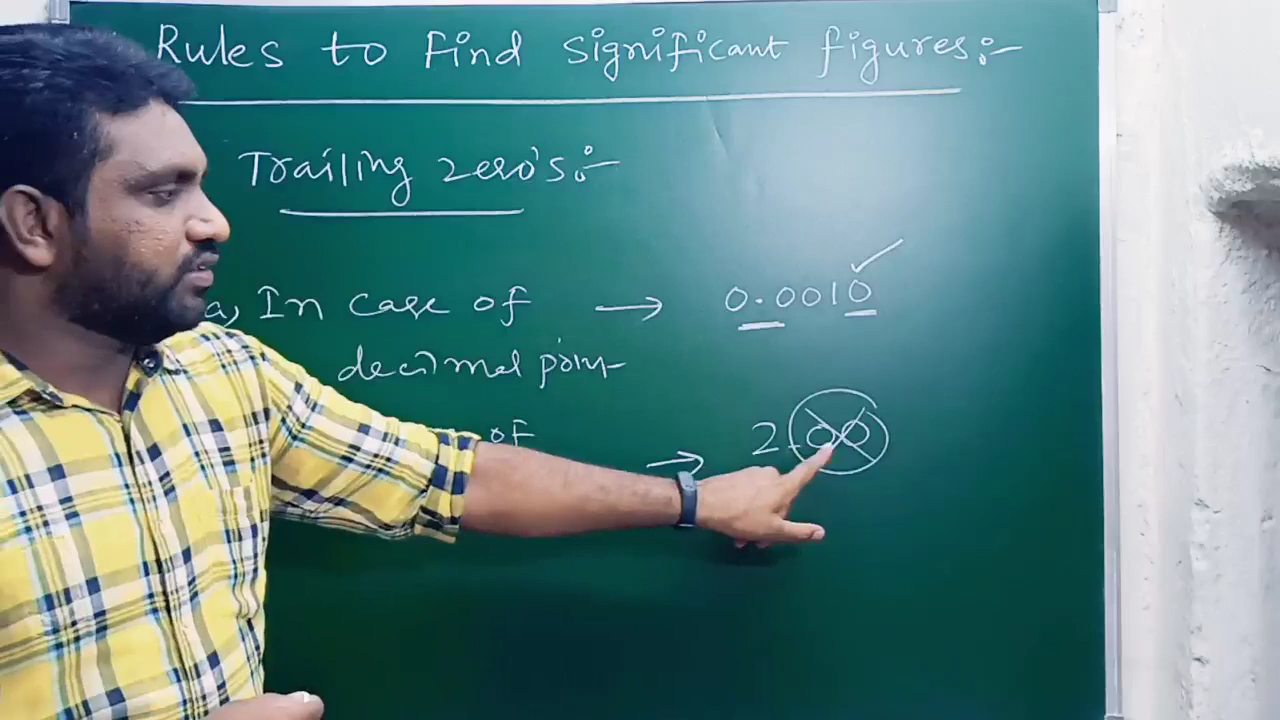 Rules to Find Significant figures:-
Trailing zero's:-
a, In case of → 0.0010 ✓
decimal point
of → 200